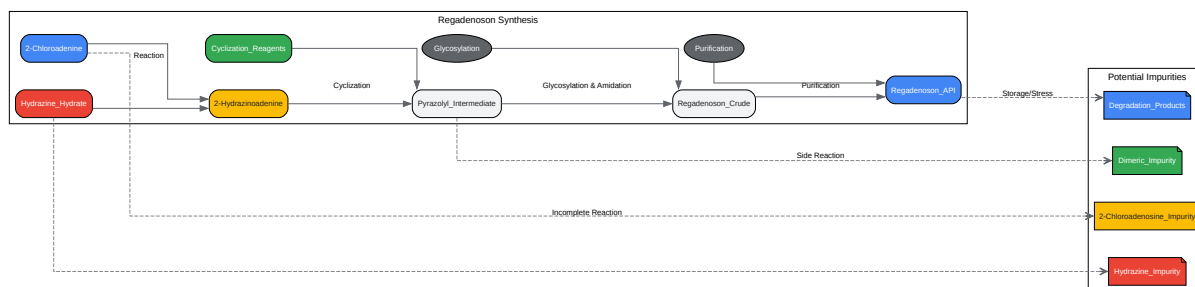 Regadenoson Synthesis
2-Chloroadenine
Cyclization_Reagents
Glycosylation
Purification
Reaction
Potential Impurities
Cyclization
Glycosylation & Amidation
Purification
Regadenoson_API
Storage/Stress
Hydrazine_Hydrate
2-Hydrazinoadenine
Pyrazolyl_Intermediate
Regadenoson_Crude
Degradation_Products
Side Reaction
Dimeric_Impurity
Incomplete Reaction
2-Chloroadenosine_Impurity
Hydrazine_Impurity